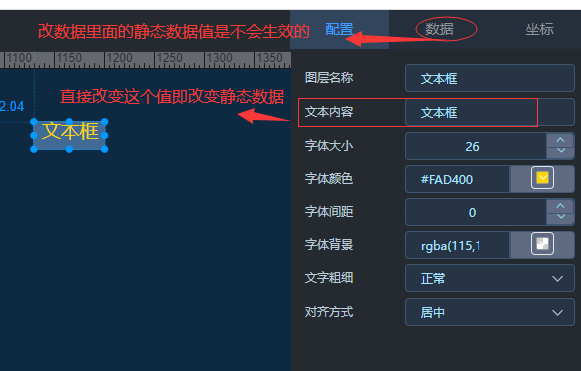 改数据里面的静态数据值是不会生效的
配置 数据 坐标
1100 1150 1200 1250 1300 1350
图层名称 文本框
直接改变这个值即改变静态数据
2.04
文本内容 文本框
文本框
字体大小 26
字体颜色 #FAD400
字体间距 0
字体背景 rgba(115,1
文字粗细 正常
对齐方式 居中